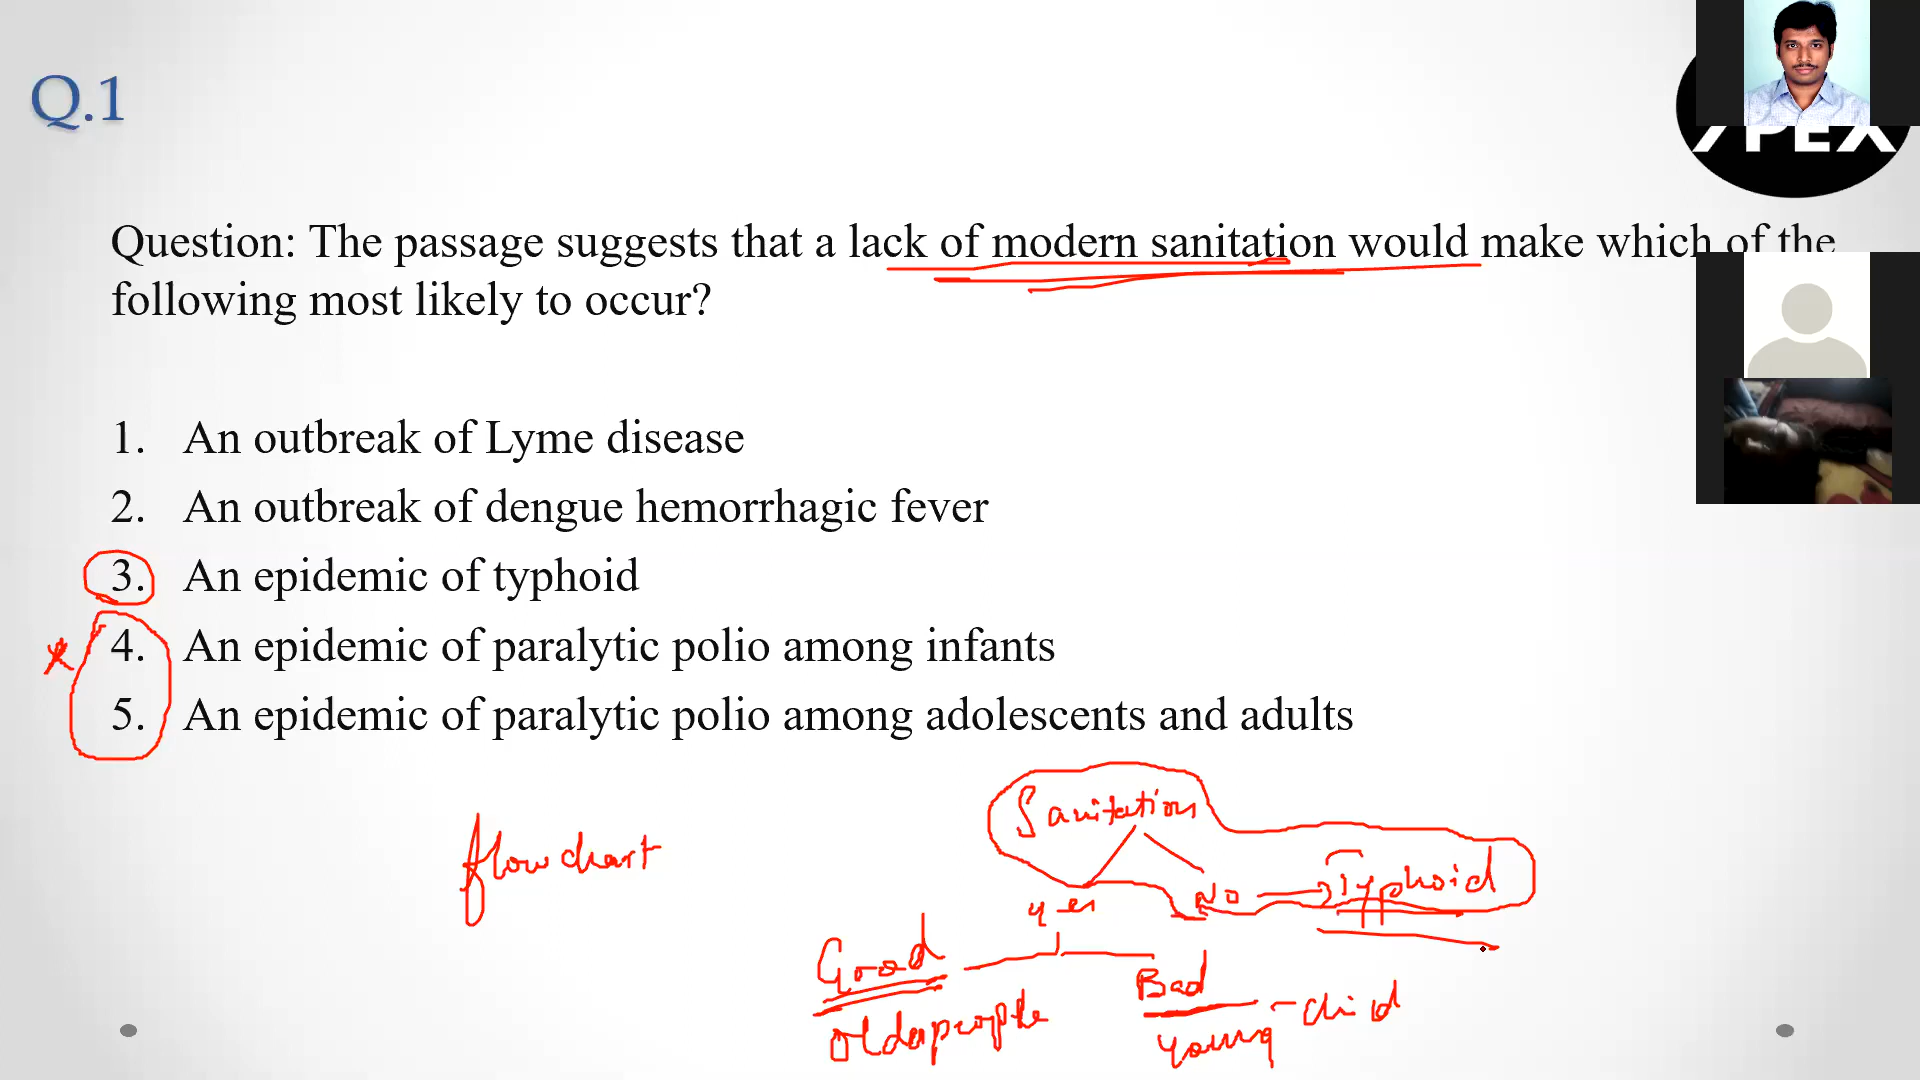 Q.1
APEX
Question: The passage suggests that a lack of modern sanitation would make which of the
following most likely to occur?
1. An outbreak of Lyme disease
2. An outbreak of dengue hemorrhagic fever
3. An epidemic of typhoid
4. An epidemic of paralytic polio among infants
5. An epidemic of paralytic polio among adolescents and adults
Sanitation
flow chart
Typhoid
yes
No
Good
Bad
young